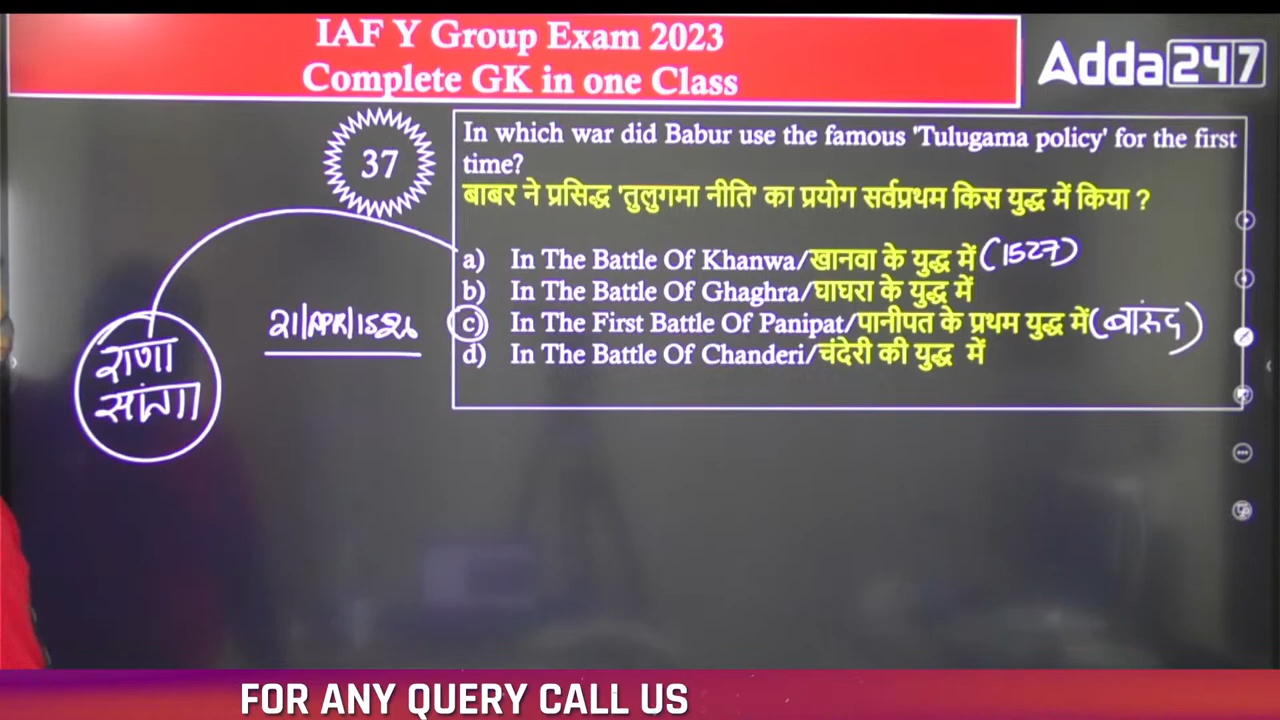 IAF Y Group Exam 2023
Complete GK in one Class
Adda247
37
In which war did Babur use the famous 'Tulugama policy' for the first
time?
बाबर ने प्रसिद्ध 'तुलुगमा नीति' का प्रयोग सर्वप्रथम किस युद्ध में किया ?
a) In The Battle Of Khanwa/खानवा के युद्ध में (1527)
b) In The Battle Of Ghaghra/घाघरा के युद्ध में
21/APR/1526
c) In The First Battle Of Panipat/पानीपत के प्रथम युद्ध में (बारूद)
d) In The Battle Of Chanderi/चंदेरी की युद्ध में
राणा
सांगा
FOR ANY QUERY CALL US